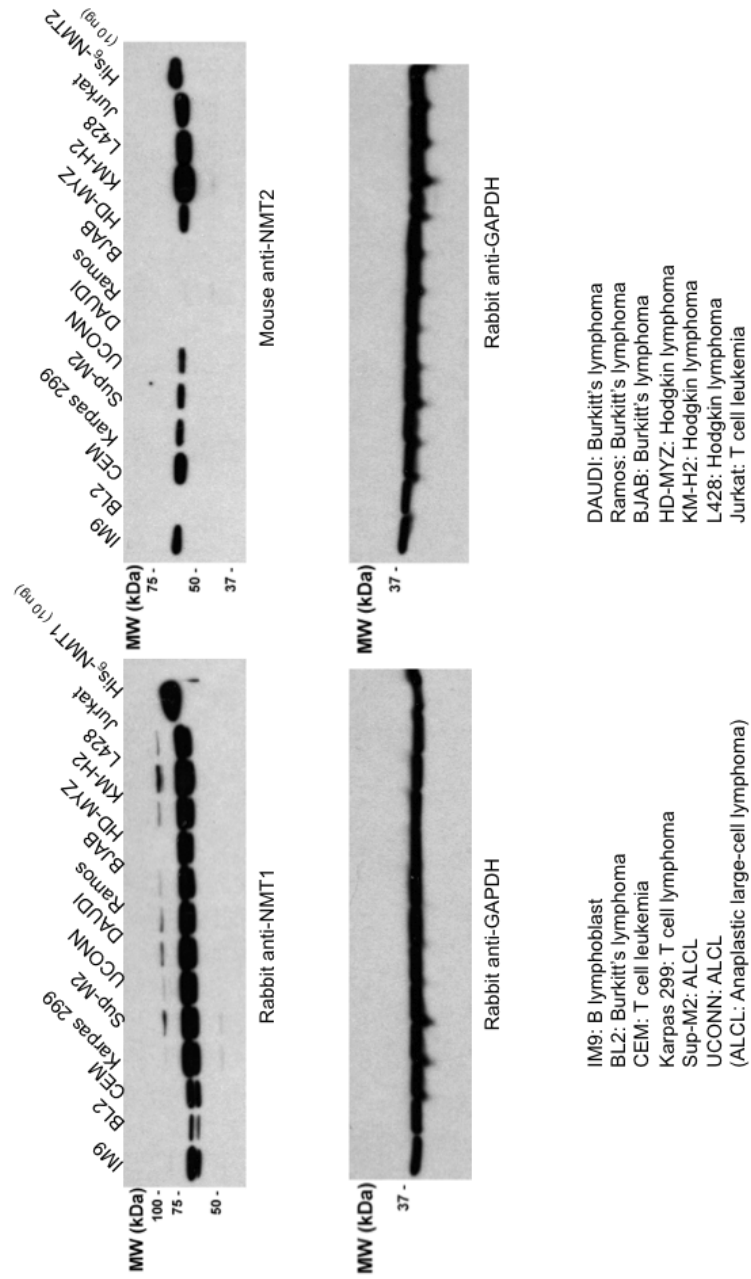 IM9
BL2
CEM
Karpas 299
Sup-M2
UCONN
DAUDI
Ramos
BJAB
HD-MYZ
KM-H2
L428
Jurkat
His6-NMT1 (10 ng)
MW (kDa)
100 -
75 -
50 -
Rabbit anti-NMT1
MW (kDa)
37 -
Rabbit anti-GAPDH
IM9
BL2
CEM
Karpas 299
Sup-M2
UCONN
DAUDI
Ramos
BJAB
HD-MYZ
KM-H2
L428
Jurkat
His6-NMT2
(10 ng)
MW (kDa)
75 -
50 -
37 -
Mouse anti-NMT2
MW (kDa)
37 -
Rabbit anti-GAPDH
IM9: B lymphoblast
BL2: Burkitt's lymphoma
CEM: T cell leukemia
Karpas 299: T cell lymphoma
Sup-M2: ALCL
UCONN: ALCL
(ALCL: Anaplastic large-cell lymphoma)
DAUDI: Burkitt's lymphoma
Ramos: Burkitt's lymphoma
BJAB: Burkitt's lymphoma
HD-MYZ: Hodgkin lymphoma
KM-H2: Hodgkin lymphoma
L428: Hodgkin lymphoma
Jurkat: T cell leukemia